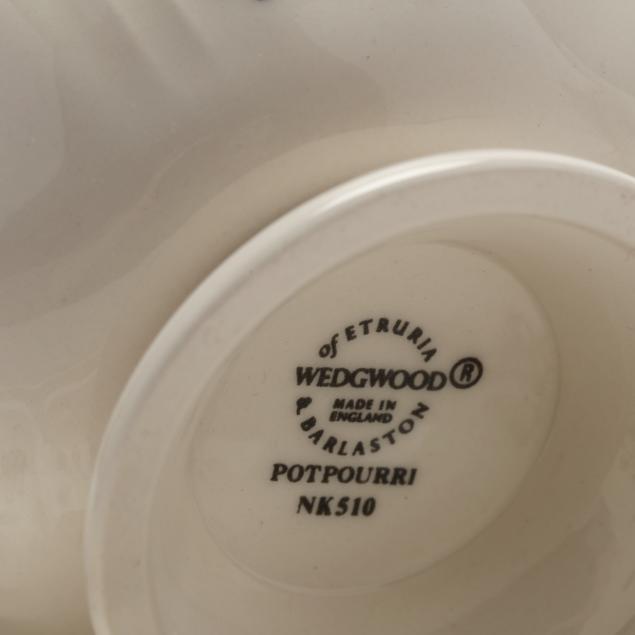 of ETRURIA
WEDGWOOD®
MADE IN
ENGLAND
& BARLASTON
POTPOURRI
NK510